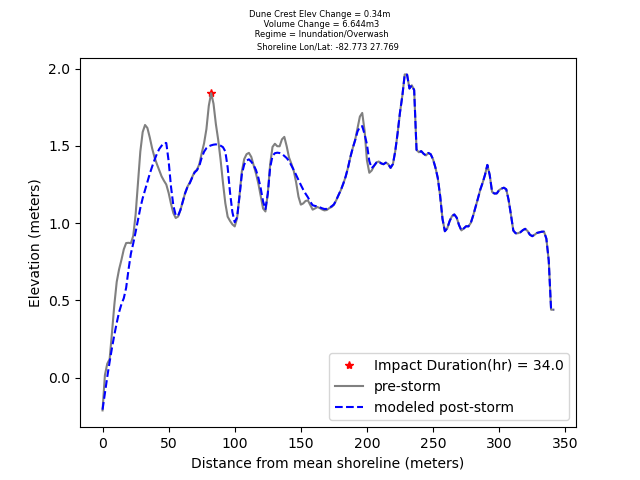 Dune Crest Elev Change = 0.34m
Volume Change = 6.644m3
Regime = Inundation/Overwash
Shoreline Lon/Lat: -82.773 27.769
2.0
1.5
1.0
0.5
0.0
Elevation (meters)
Impact Duration(hr) = 34.0
pre-storm
modeled post-storm
0 50 100 150 200 250 300 350
Distance from mean shoreline (meters)